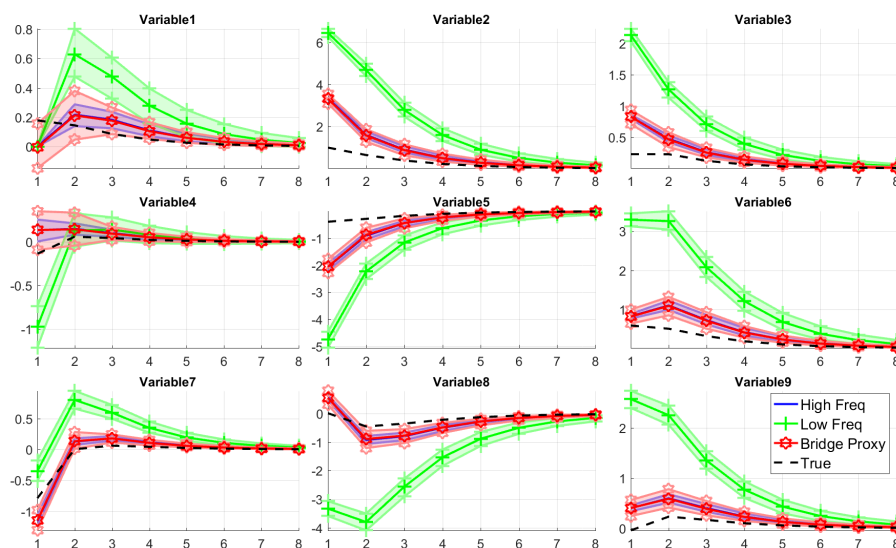 Variable1
0.8
0.6
0.4
0.2
0
1 2 3 4 5 6 7 8
Variable2
6
4
2
1 2 3 4 5 6 7 8
Variable3
2
1.5
1
0.5
1 2 3 4 5 6 7 8
Variable4
0
-0.5
-1
1 2 3 4 5 6 7 8
Variable5
-1
-2
-3
-4
-5
1 2 3 4 5 6 7 8
Variable6
3
2
1
1 2 3 4 5 6 7 8
Variable7
0.5
0
-0.5
-1
1 2 3 4 5 6 7 8
Variable8
0
-1
-2
-3
-4
1 2 3 4 5 6 7 8
Variable9
2
1
0
1 2 3 4 5 6 7 8
High Freq
Low Freq
Bridge Proxy
True